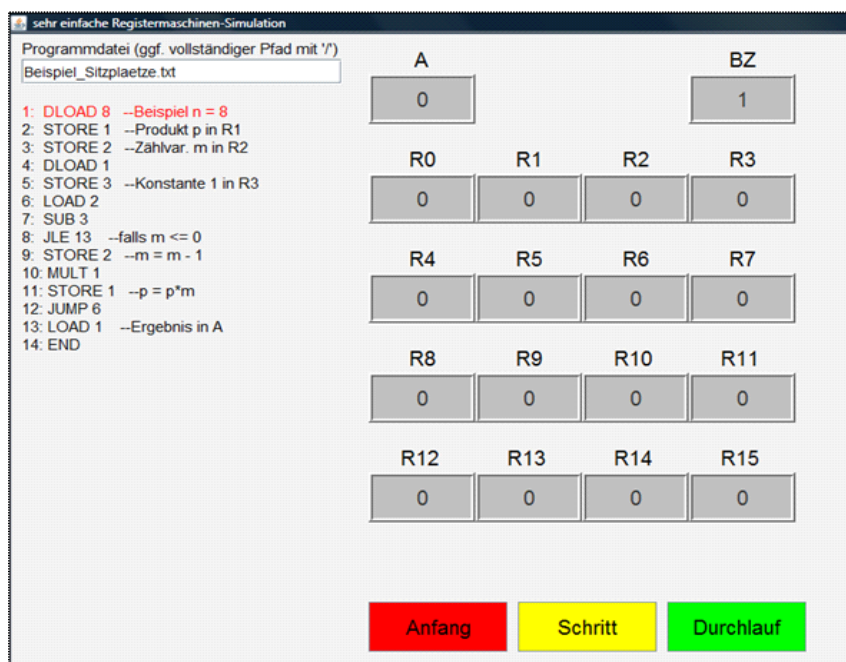 sehr einfache Registermaschinen-Simulation
Programmdatei (ggf. vollständiger Pfad mit '/')
Beispiel_Sitzplaetze.txt
1: DLOAD 8 --Beispiel n = 8
2: STORE 1 --Produkt p in R1
3: STORE 2 --Zählvar. m in R2
4: DLOAD 1
5: STORE 3 --Konstante 1 in R3
6: LOAD 2
7: SUB 3
8: JLE 13 --falls m <= 0
9: STORE 2 --m = m - 1
10: MULT 1
11: STORE 1 --p = p*m
12: JUMP 6
13: LOAD 1 --Ergebnis in A
14: END
A BZ
0 1
R0 R1 R2 R3
0 0 0 0
R4 R5 R6 R7
0 0 0 0
R8 R9 R10 R11
0 0 0 0
R12 R13 R14 R15
0 0 0 0
Anfang Schritt Durchlauf